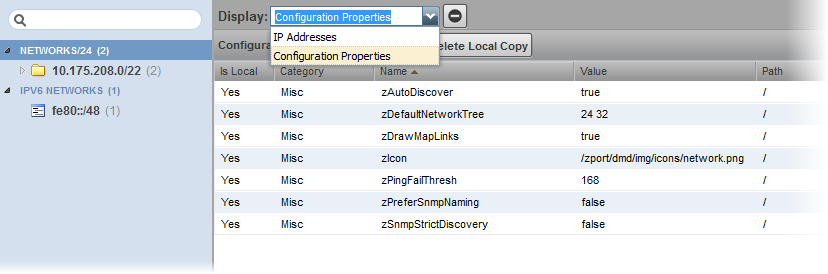 Display: Configuration Properties
IP Addresses
Configuration Properties
NETWORKS/24 (2)
10.175.208.0/22 (2)
IPV6 NETWORKS (1)
fe80::/48 (1)
Configura elete Local Copy
Is Local Category Name Value Path
Yes Misc zAutoDiscover true /
Yes Misc zDefaultNetworkTree 24 32 /
Yes Misc zDrawMapLinks true /
Yes Misc zIcon /zport/dmd/img/icons/network.png /
Yes Misc zPingFailThresh 168 /
Yes Misc zPreferSnmpNaming false /
Yes Misc zSnmpStrictDiscovery false /